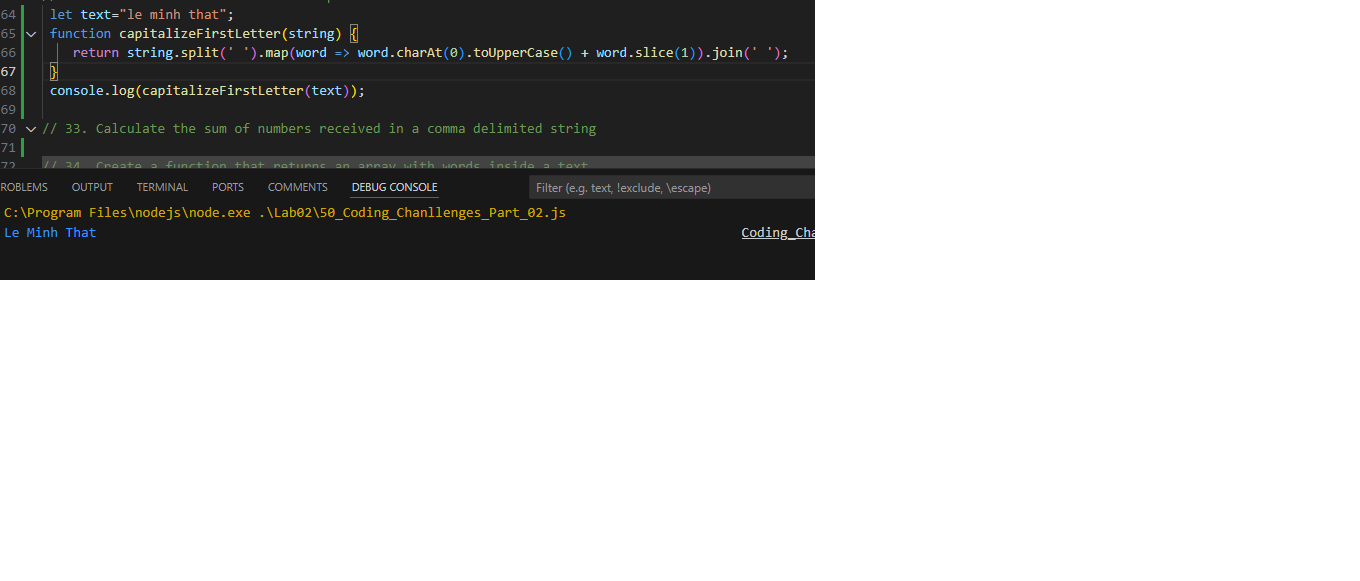 64 let text="le minh that";
65 function capitalizeFirstLetter(string) {
66 return string.split(' ').map(word => word.charAt(0).toUpperCase() + word.slice(1)).join(' ');
67 }
68 console.log(capitalizeFirstLetter(text));
69
70 // 33. Calculate the sum of numbers received in a comma delimited string
71
72 // 34. Create a function that returns an array with words inside a text
ROBLEMS OUTPUT TERMINAL PORTS COMMENTS DEBUG CONSOLE Filter (e.g. text, !exclude, \escape)
C:\Program Files\nodejs\node.exe .\Lab02\50_Coding_Chanllenges_Part_02.js
Le Minh That Coding_Cha